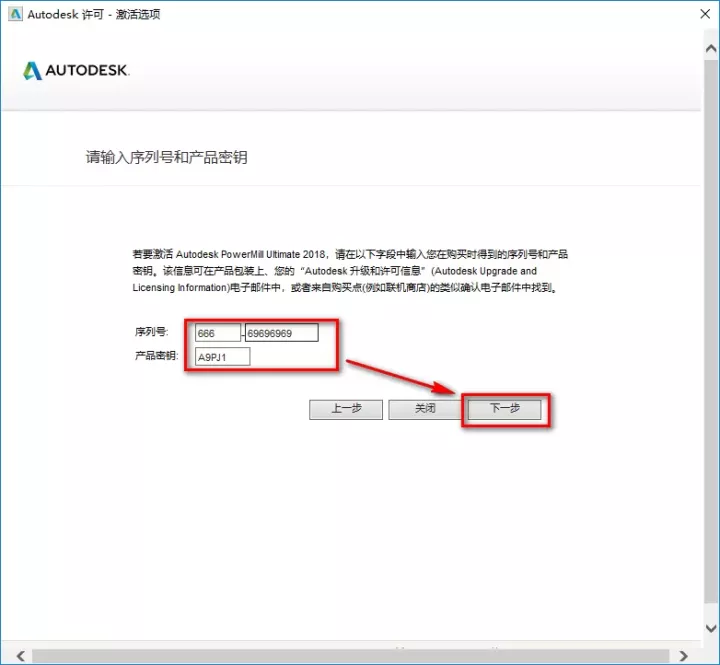 Autodesk 许可 - 激活选项
AUTODESK.
请输入序列号和产品密钥
若要激活 Autodesk PowerMill Ultimate 2018，请在以下字段中输入您在购买时得到的序列号和产品
密钥。该信息可在产品包装上、您的“Autodesk 升级和许可信息”(Autodesk Upgrade and
Licensing Information)电子邮件中，或者来自购买点(例如联机商店)的类似确认电子邮件中找到。
序列号: 666 - 69696969
产品密钥: A9PJ1
上一步 关闭 下一步